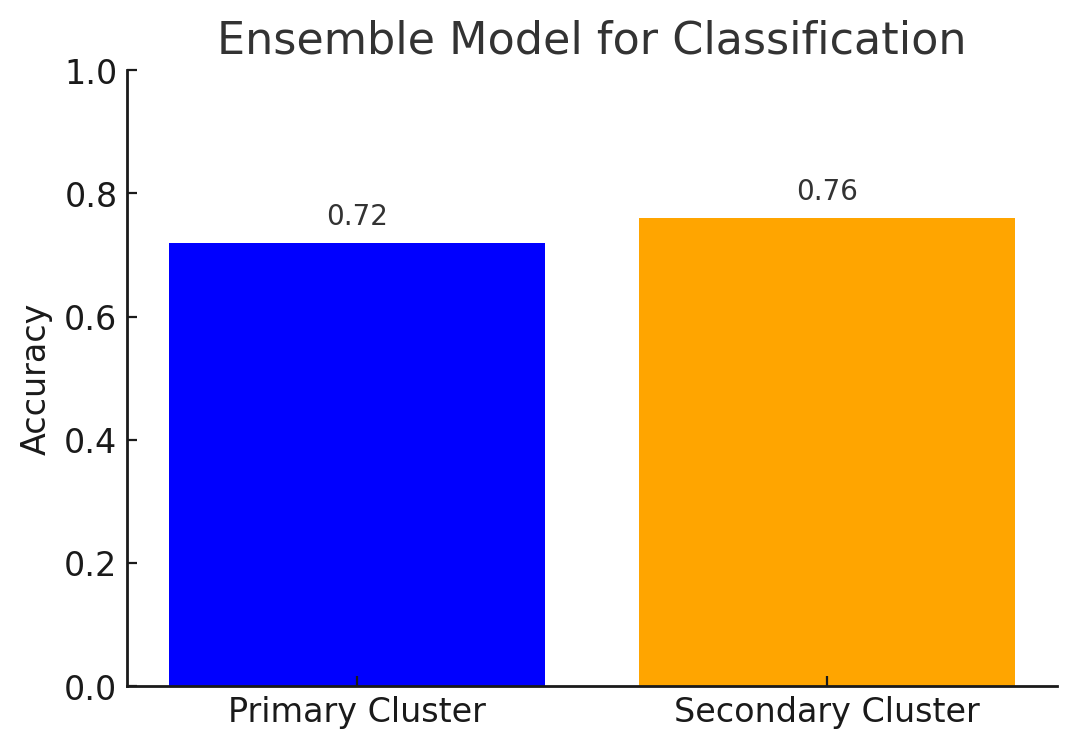 Ensemble Model for Classification
1.0
0.8
0.6
0.4
0.2
0.0
Accuracy
0.72
0.76
Primary Cluster
Secondary Cluster